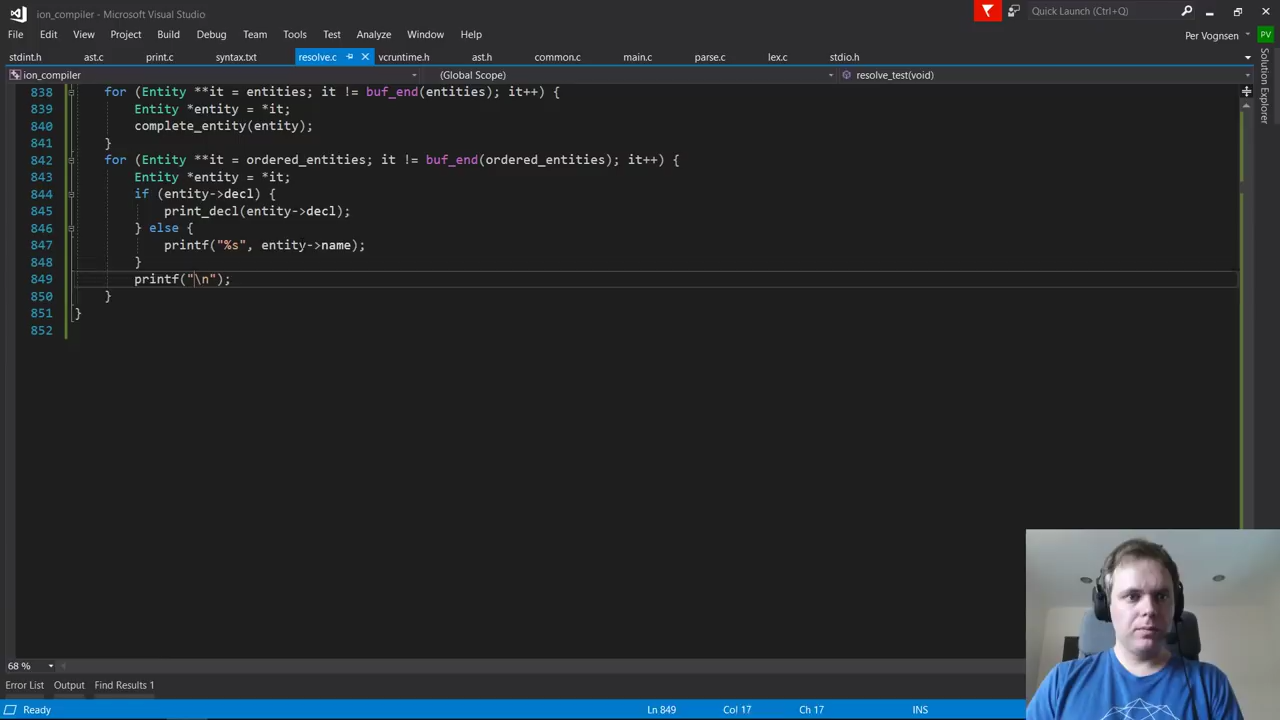 ion_compiler - Microsoft Visual Studio
Quick Launch (Ctrl+Q)
File Edit View Project Build Debug Team Tools Test Analyze Window Help
Per Vognsen PV
stdint.h ast.c print.c syntax.txt resolve.c vcruntime.h ast.h common.c main.c parse.c lex.c stdio.h
Solution Explorer
ion_compiler (Global Scope) resolve_test(void)
838 for (Entity **it = entities; it != buf_end(entities); it++) {
839 Entity *entity = *it;
840 complete_entity(entity);
841 }
842 for (Entity **it = ordered_entities; it != buf_end(ordered_entities); it++) {
843 Entity *entity = *it;
844 if (entity->decl) {
845 print_decl(entity->decl);
846 } else {
847 printf("%s", entity->name);
848 }
849 printf("\n");
850 }
851 }
852
68 %
Error List Output Find Results 1
Ready Ln 849 Col 17 Ch 17 INS